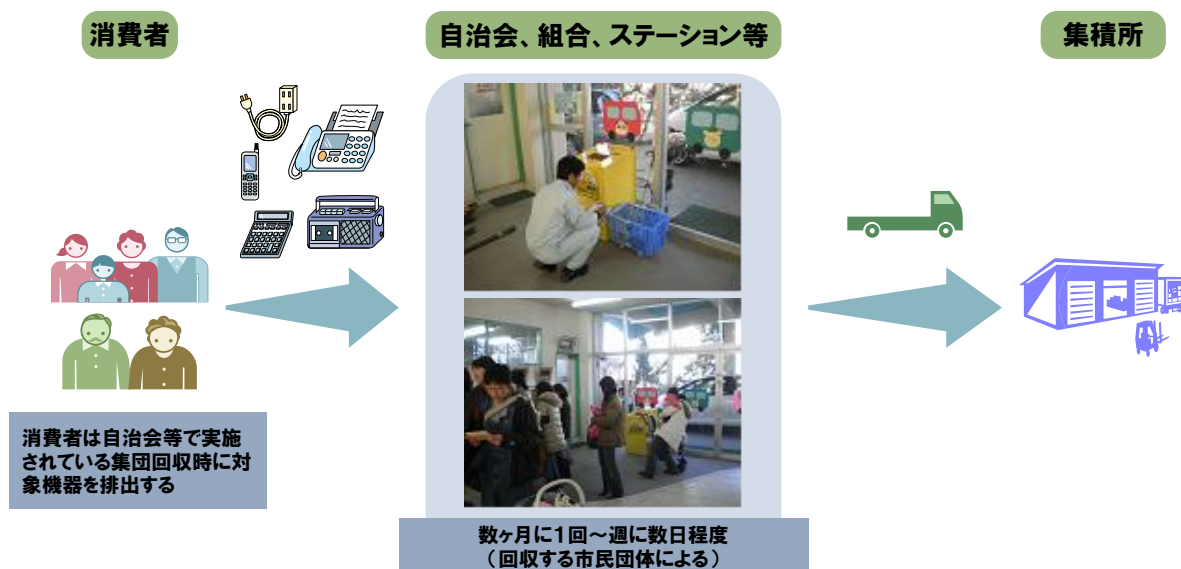 消費者
自治会、組合、ステーション等
集積所
消費者は自治会等で実施
されている集団回収時に対
象機器を排出する
数ヶ月に1回～週に数日程度
（回収する市民団体による）